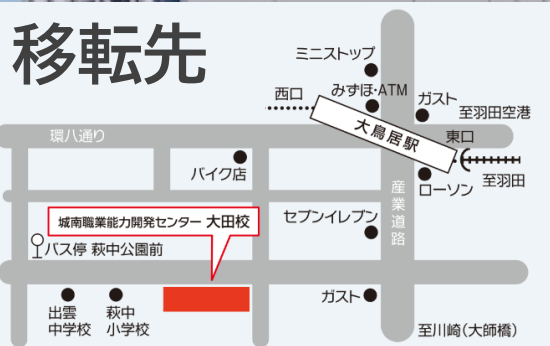 移転先
ミニストップ
西口
みずほ・ATM
ガスト
至羽田空港
大鳥居駅
東口
環八通り
バイク店
ローソン
至羽田
産業道路
城南職業能力開発センター 大田校
セブンイレブン
バス停 萩中公園前
出雲
中学校
萩中
小学校
ガスト
至川崎(大師橋)